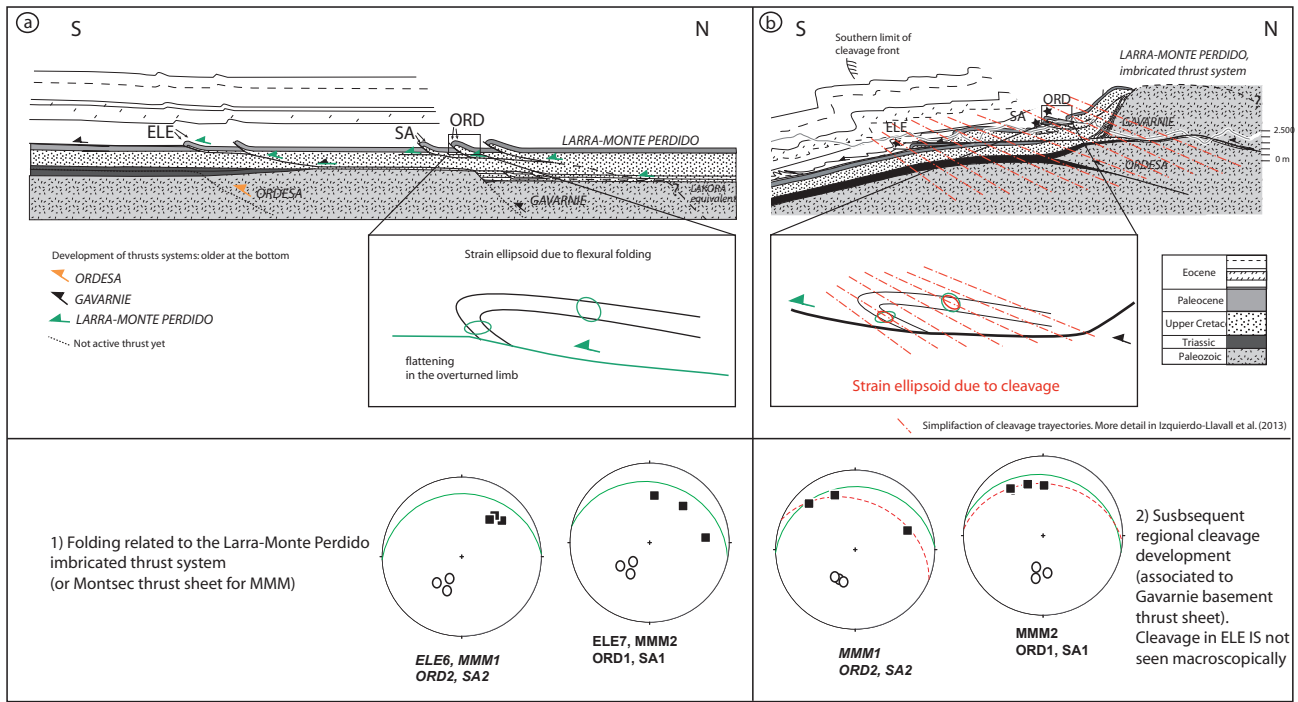 a
S
N
ELE
SA
ORD
LARRA-MONTE PERDIDO
ORDESA
GAVARNIE
LAKORA
equivalent
?
Strain ellipsoid due to flexural folding
flattening
in the overturned limb
Development of thrusts systems: older at the bottom
ORDESA
GAVARNIE
LARRA-MONTE PERDIDO
Not active thrust yet
b
S
N
Southern limit of
cleavage front
LARRA-MONTE PERDIDO,
imbricated thrust system
?
ORD
SA
ELE
GAVARNIE
ORDESA
2.500
0 m
Strain ellipsoid due to cleavage
Eocene
Paleocene
Upper Cretac
Triassic
Paleozoic
Simplifaction of cleavage trayectories. More detail in Izquierdo-Llavall et al. (2013)
1) Folding related to the Larra-Monte Perdido
imbricated thrust system
(or Montsec thrust sheet for MMM)
ELE6, MMM1
ORD2, SA2
ELE7, MMM2
ORD1, SA1
MMM1
ORD2, SA2
MMM2
ORD1, SA1
2) Susbsequent
regional cleavage
development
(associated to
Gavarnie basement
thrust sheet).
Cleavage in ELE IS not
seen macroscopically